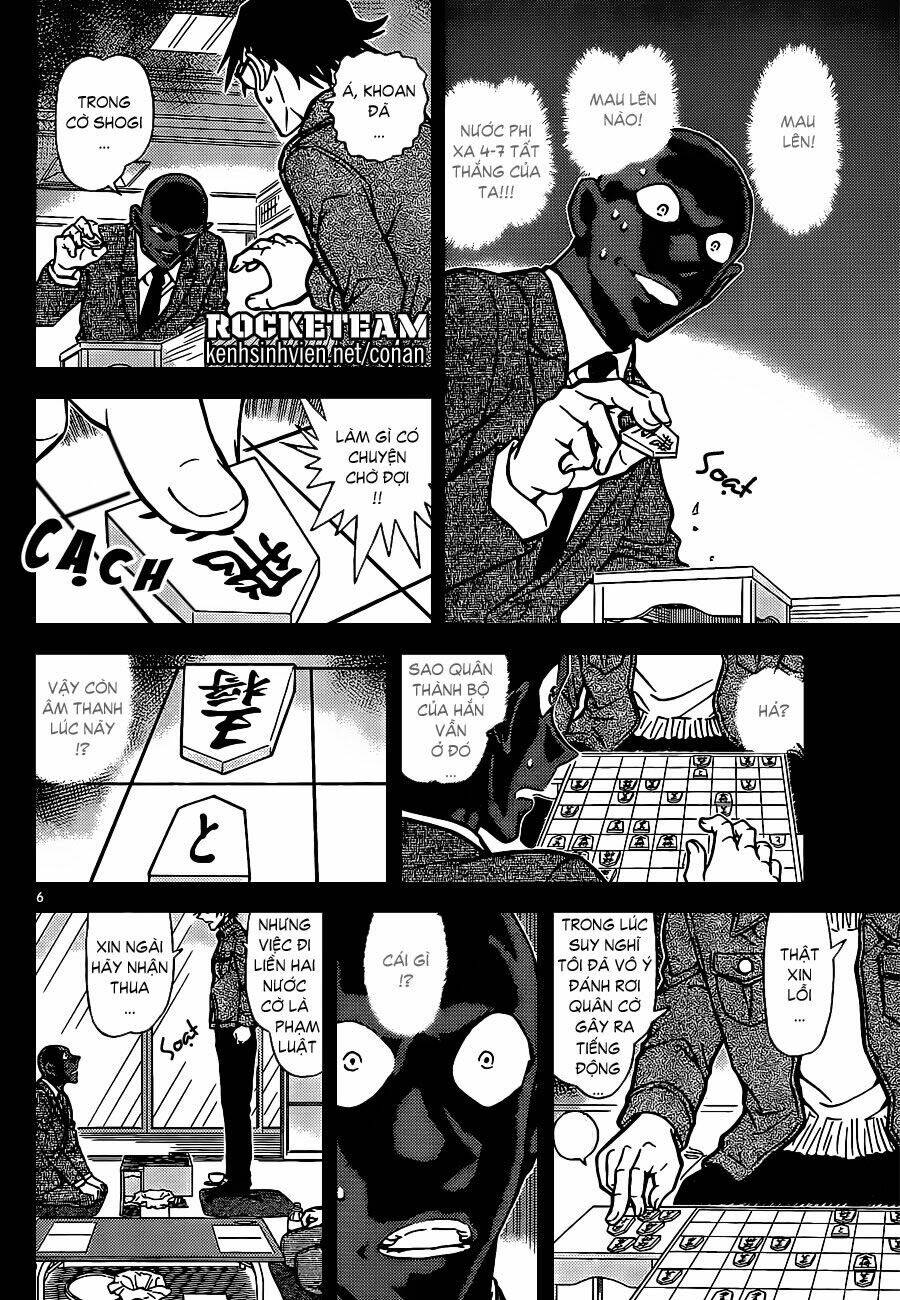 MAU LÊN!
MAU LÊN
NÀO!
NƯỚC PHI
XA 4-7 TẤT
THẮNG CỦA
TA!!!
Soạt
Á, KHOAN
ĐÃ
...
TRONG
CỜ SHOGI
...
ROCKETEAM
kenhsinhvien.net/conan
LÀM GÌ CÓ
CHUYỆN
CHỜ ĐỢI
!!
CẠCH
飛
HẢ?
SAO QUÂN
THÀNH BỘ
CỦA HẮN
VẪN
Ở ĐÓ
...
VẬY CÒN
ÂM THANH
LÚC NÃY
!?
王将
と
6
THẬT
XIN
LỖI
...
TRONG LÚC
SUY NGHĨ
TÔI ĐÃ VÔ Ý
ĐÁNH RƠI
QUÂN CỜ
GÂY RA
TIẾNG
ĐỘNG
CÁI GÌ
!?
NHƯNG
VIỆC ĐI
LIỀN HAI
NƯỚC CỜ
LÀ PHẠM
LUẬT
XIN NGÀI
HÃY NHẬN
THUA
...
Soạt